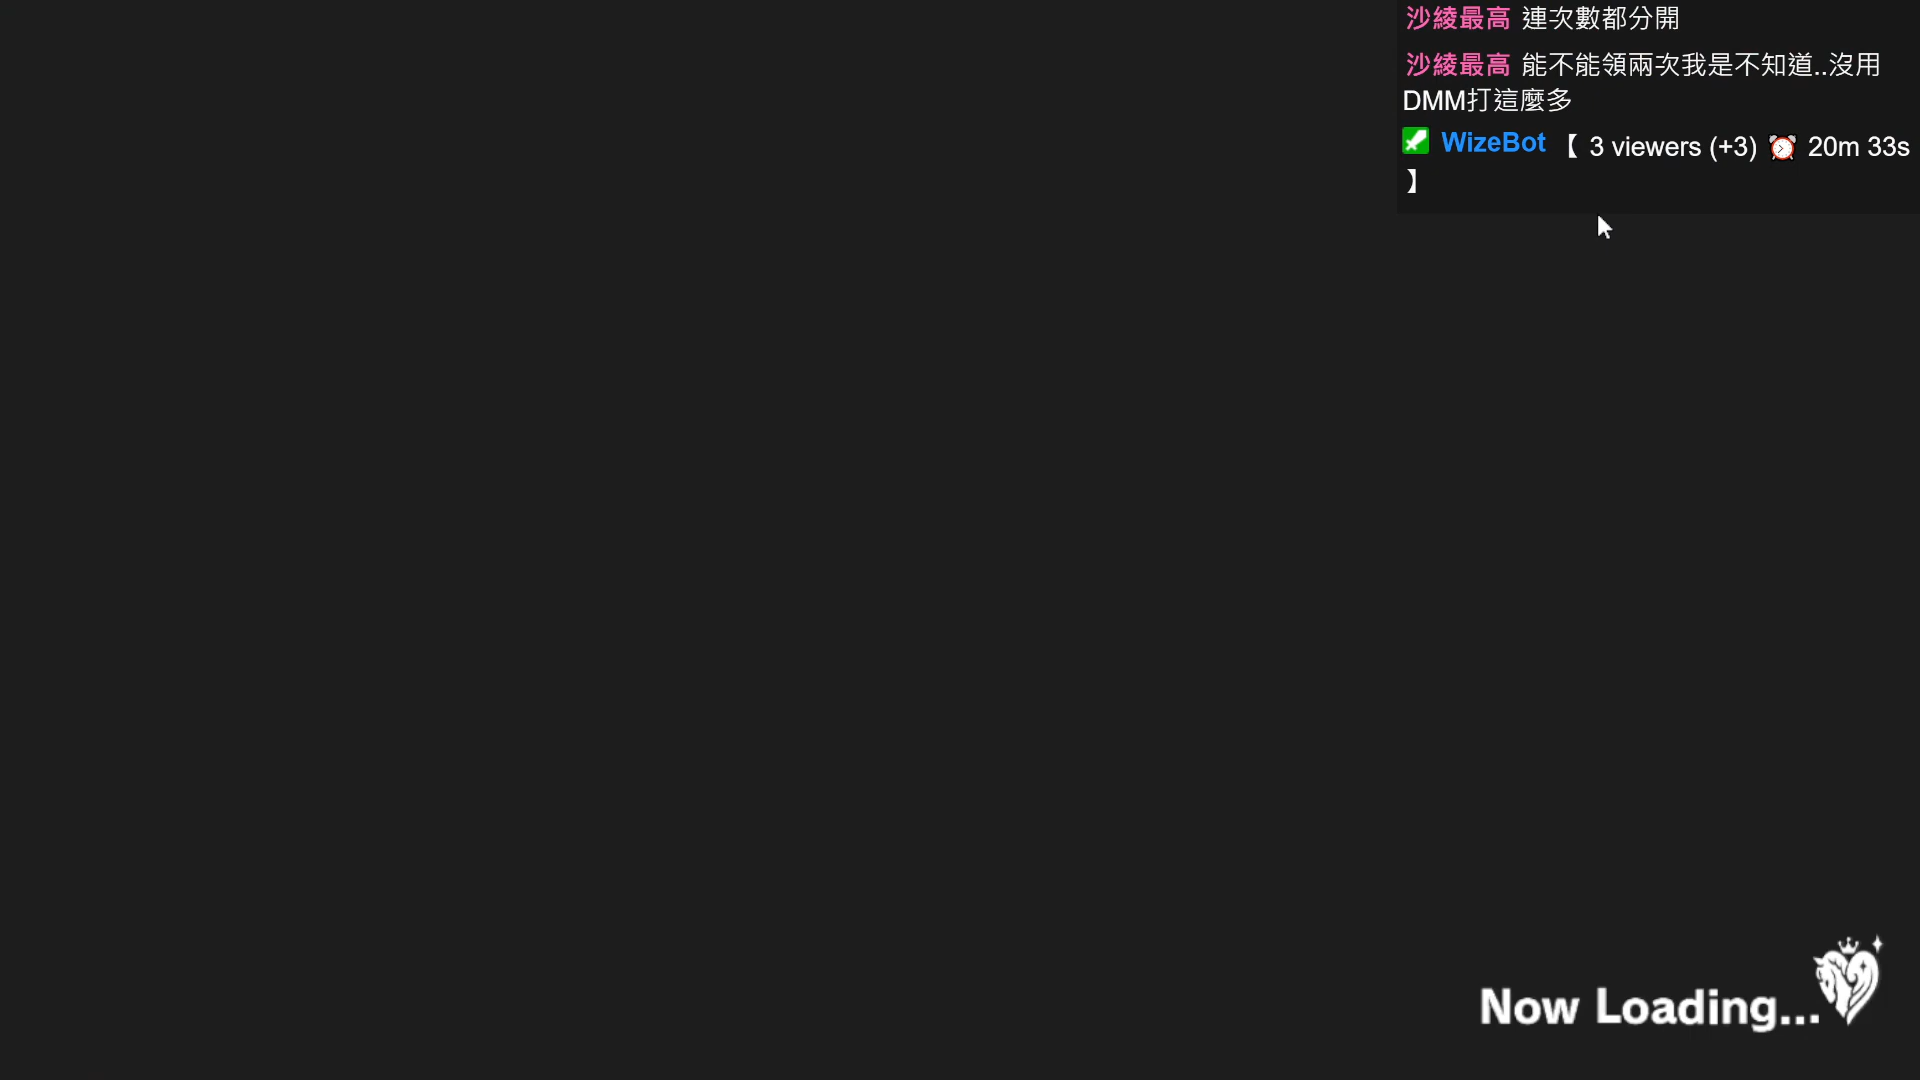 沙綾最高 連次數都分開
沙綾最高 能不能領兩次我是不知道..沒用
DMM打這麼多
WizeBot 【 3 viewers (+3) ⏰ 20m 33s
】
Now Loading...